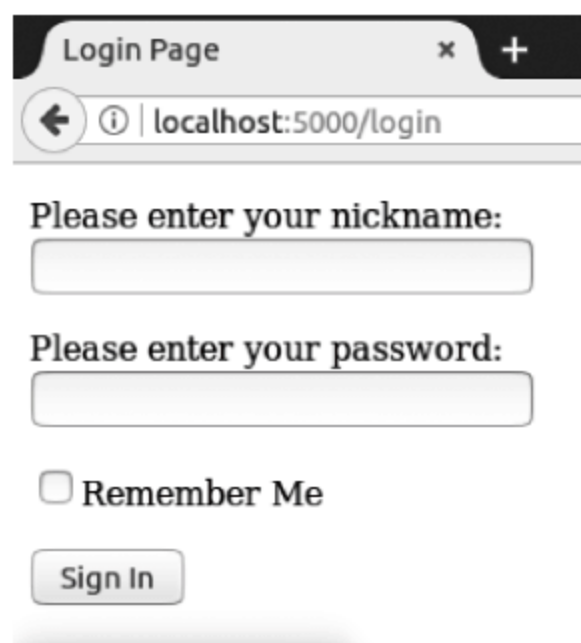 Login Page
localhost:5000/login
Please enter your nickname:
Please enter your password:
Remember Me
Sign In